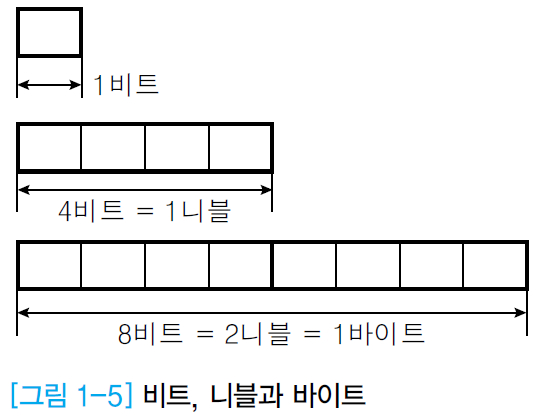 1비트
4비트 = 1니블
8비트 = 2니블 = 1바이트
[그림 1-5] 비트, 니블과 바이트